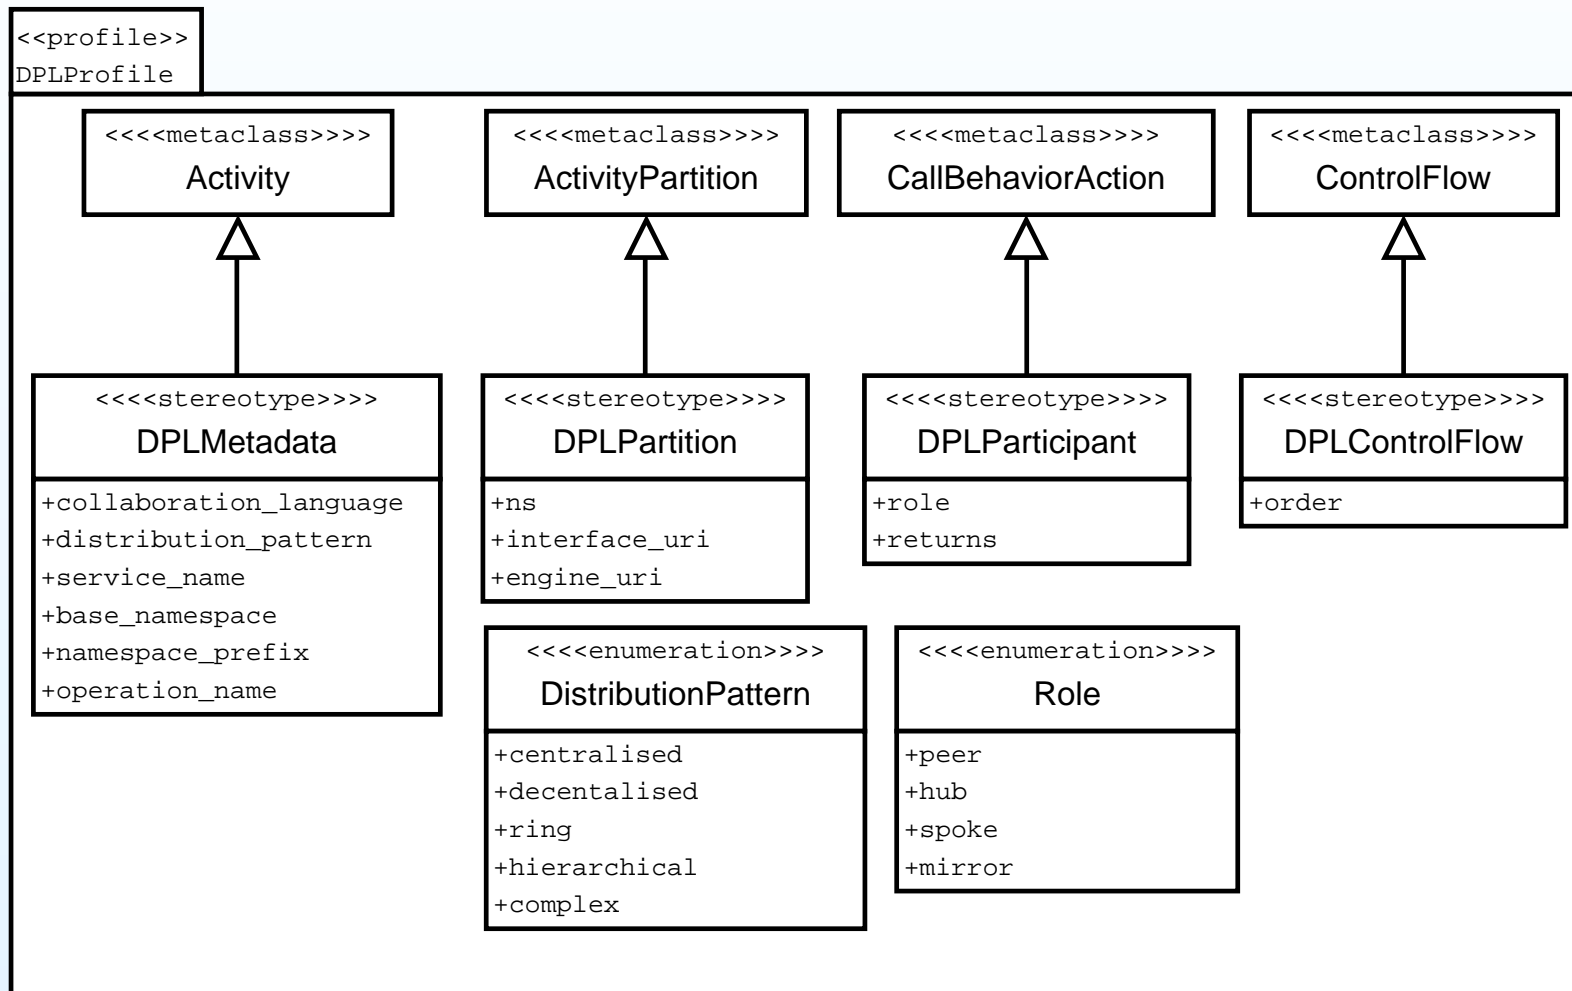 <<profile>>
DPLProfile
<<<<metaclass>>>>
Activity
<<<<metaclass>>>>
ActivityPartition
<<<<metaclass>>>>
CallBehaviorAction
<<<<metaclass>>>>
ControlFlow
<<<<stereotype>>>>
DPLMetadata
+collaboration_language
+distribution_pattern
+service_name
+base_namespace
+namespace_prefix
+operation_name
<<<<stereotype>>>>
DPLPartition
+ns
+interface_uri
+engine_uri
<<<<stereotype>>>>
DPLParticipant
+role
+returns
<<<<stereotype>>>>
DPLControlFlow
+order
<<<<enumeration>>>>
DistributionPattern
+centralised
+decentalised
+ring
+hierarchical
+complex
<<<<enumeration>>>>
Role
+peer
+hub
+spoke
+mirror